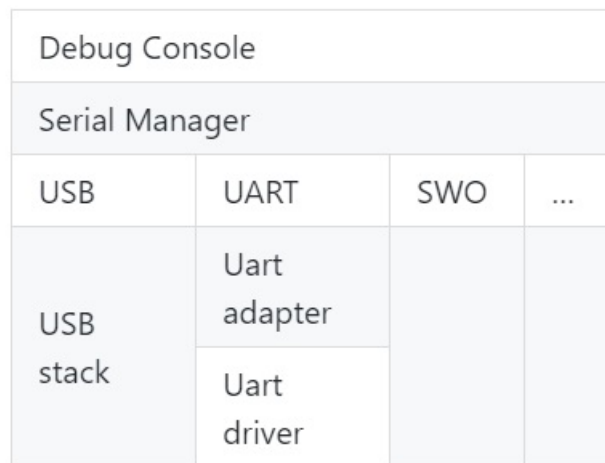 Debug Console
Serial Manager
USB
UART
SWO
...
USB
stack
Uart
adapter
Uart
driver